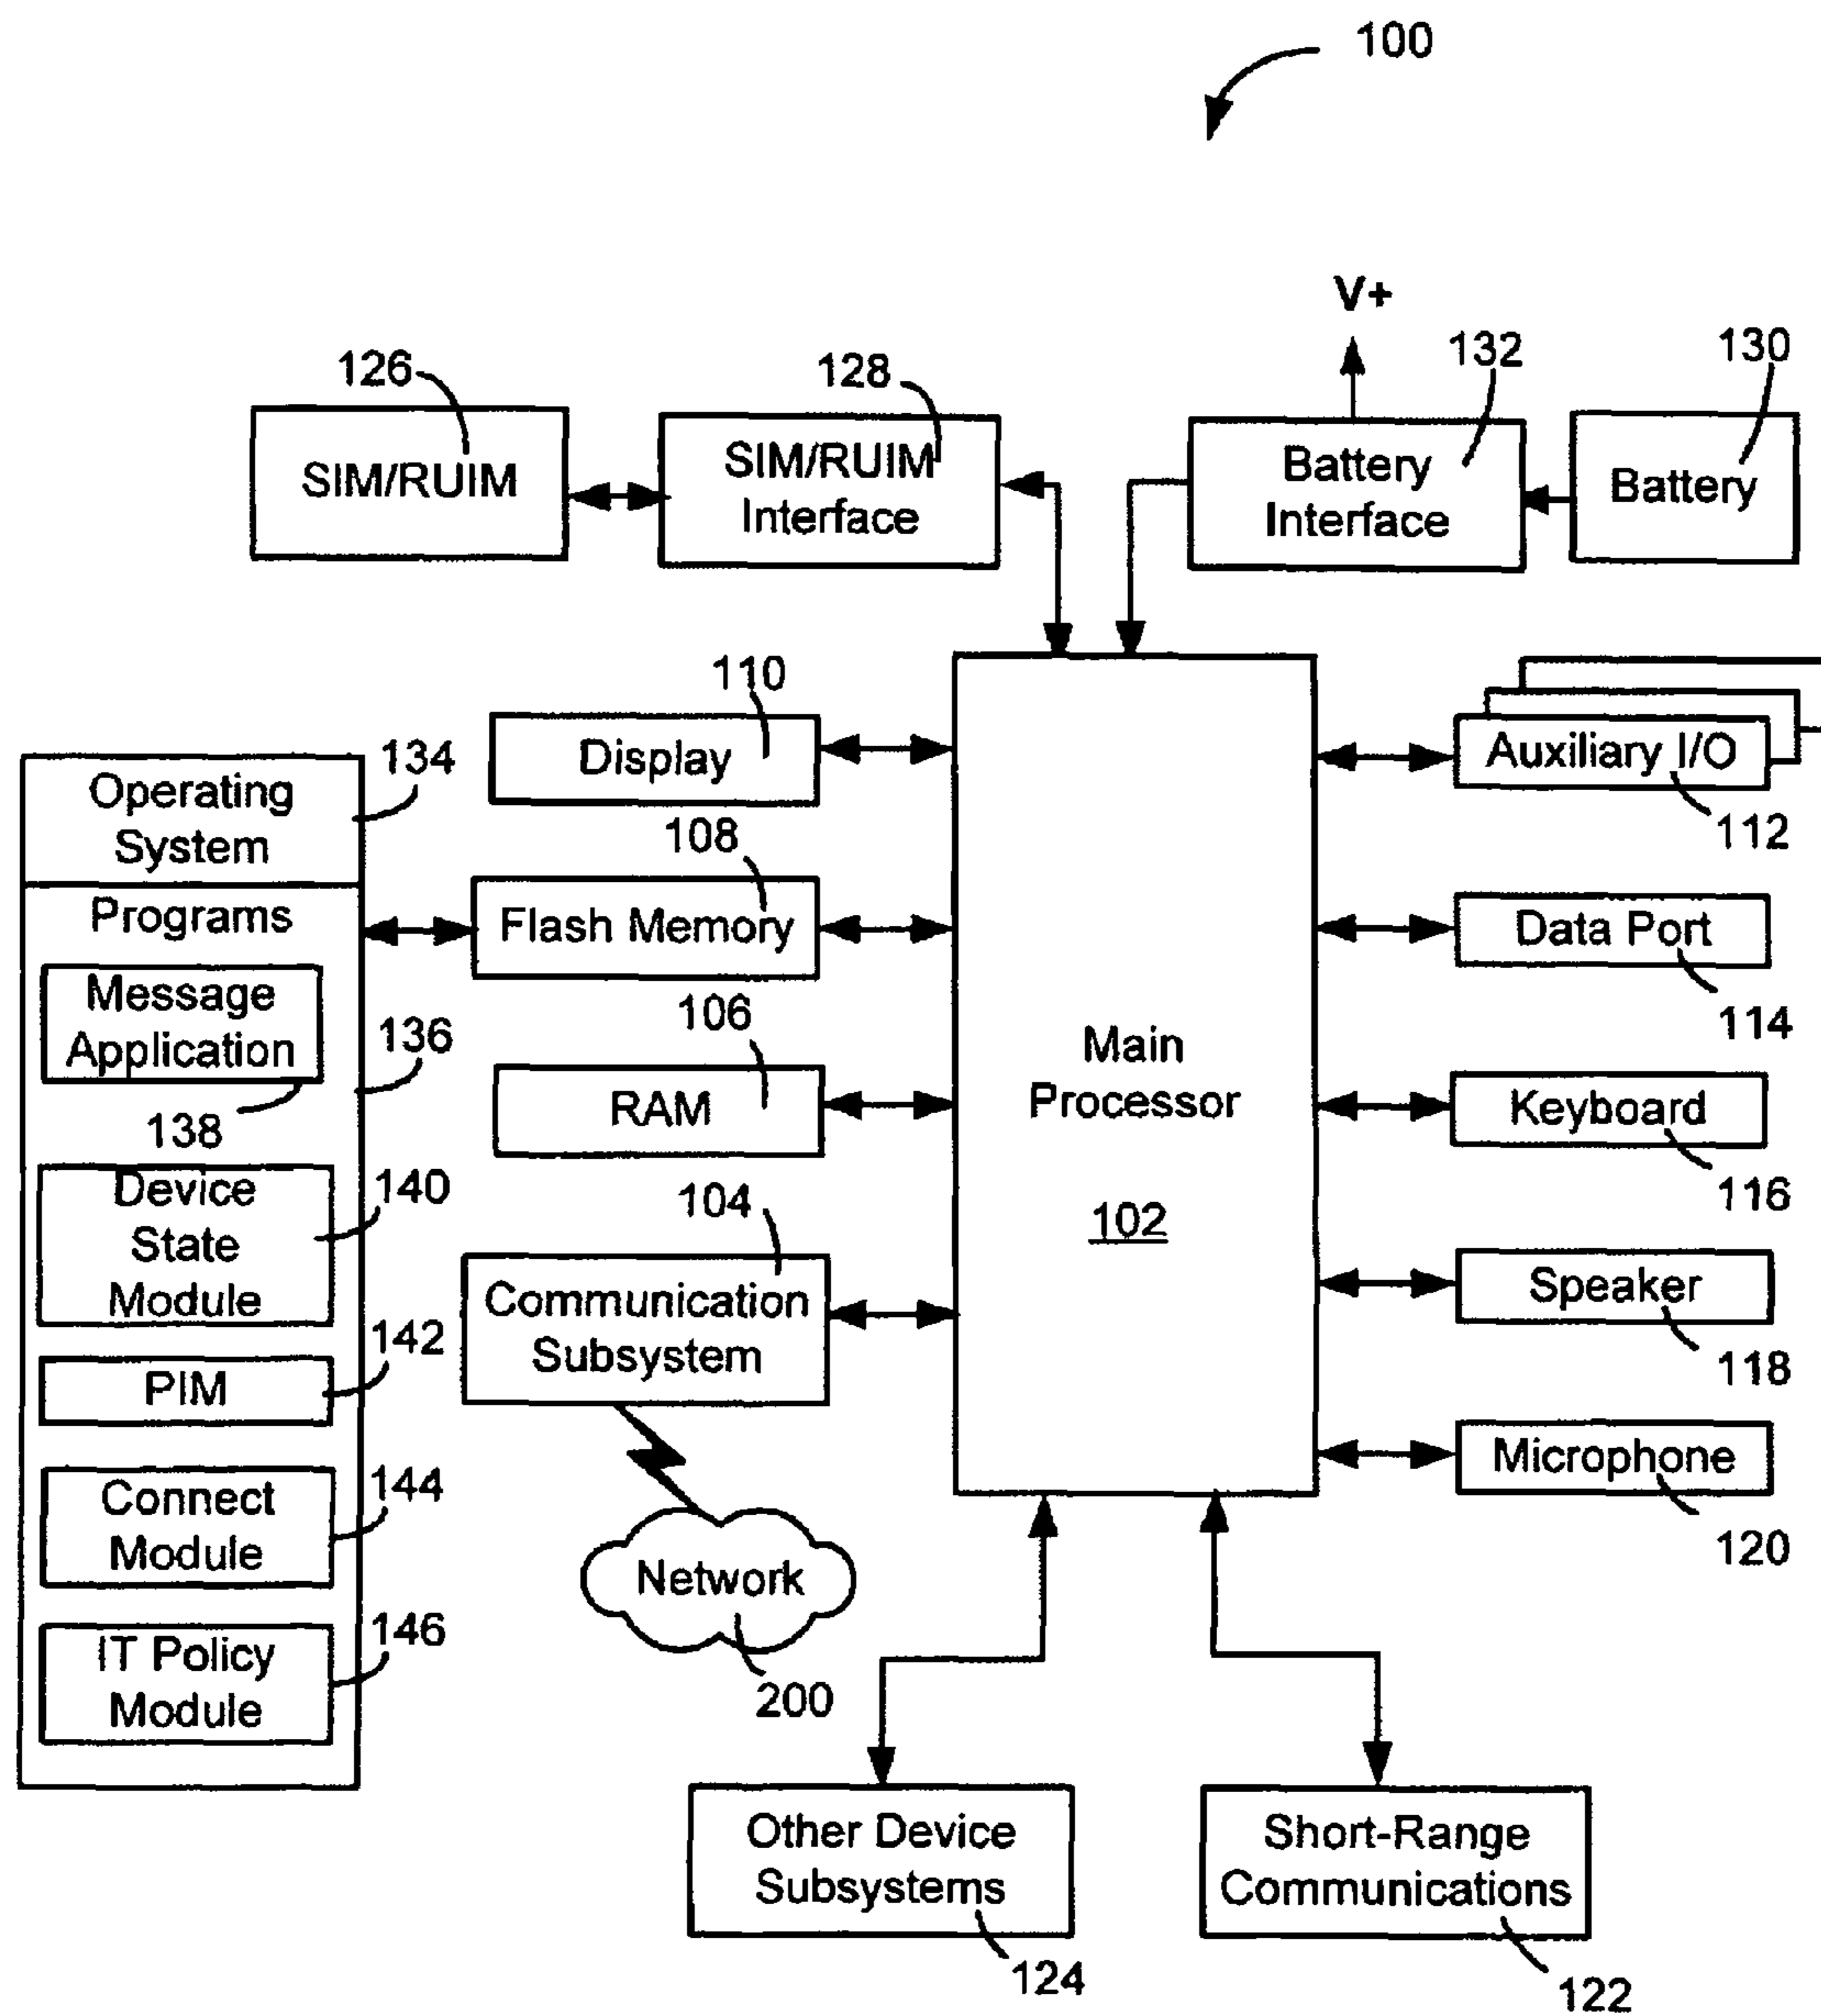 100
V+
126
128
132
130
SIM/RUIM
SIM/RUIM
Interface
Battery
Interface
Battery
110
Display
Auxiliary I/O
112
134
Operating
System
108
Flash Memory
Data Port
114
Programs
Message
Application
138
136
106
RAM
Main
Processor
102
Keyboard
116
Device
State
Module
140
104
Communication
Subsystem
Speaker
118
PIM
142
Microphone
120
Connect
Module
144
Network
200
IT Policy
Module
146
Other Device
Subsystems
124
Short-Range
Communications
122